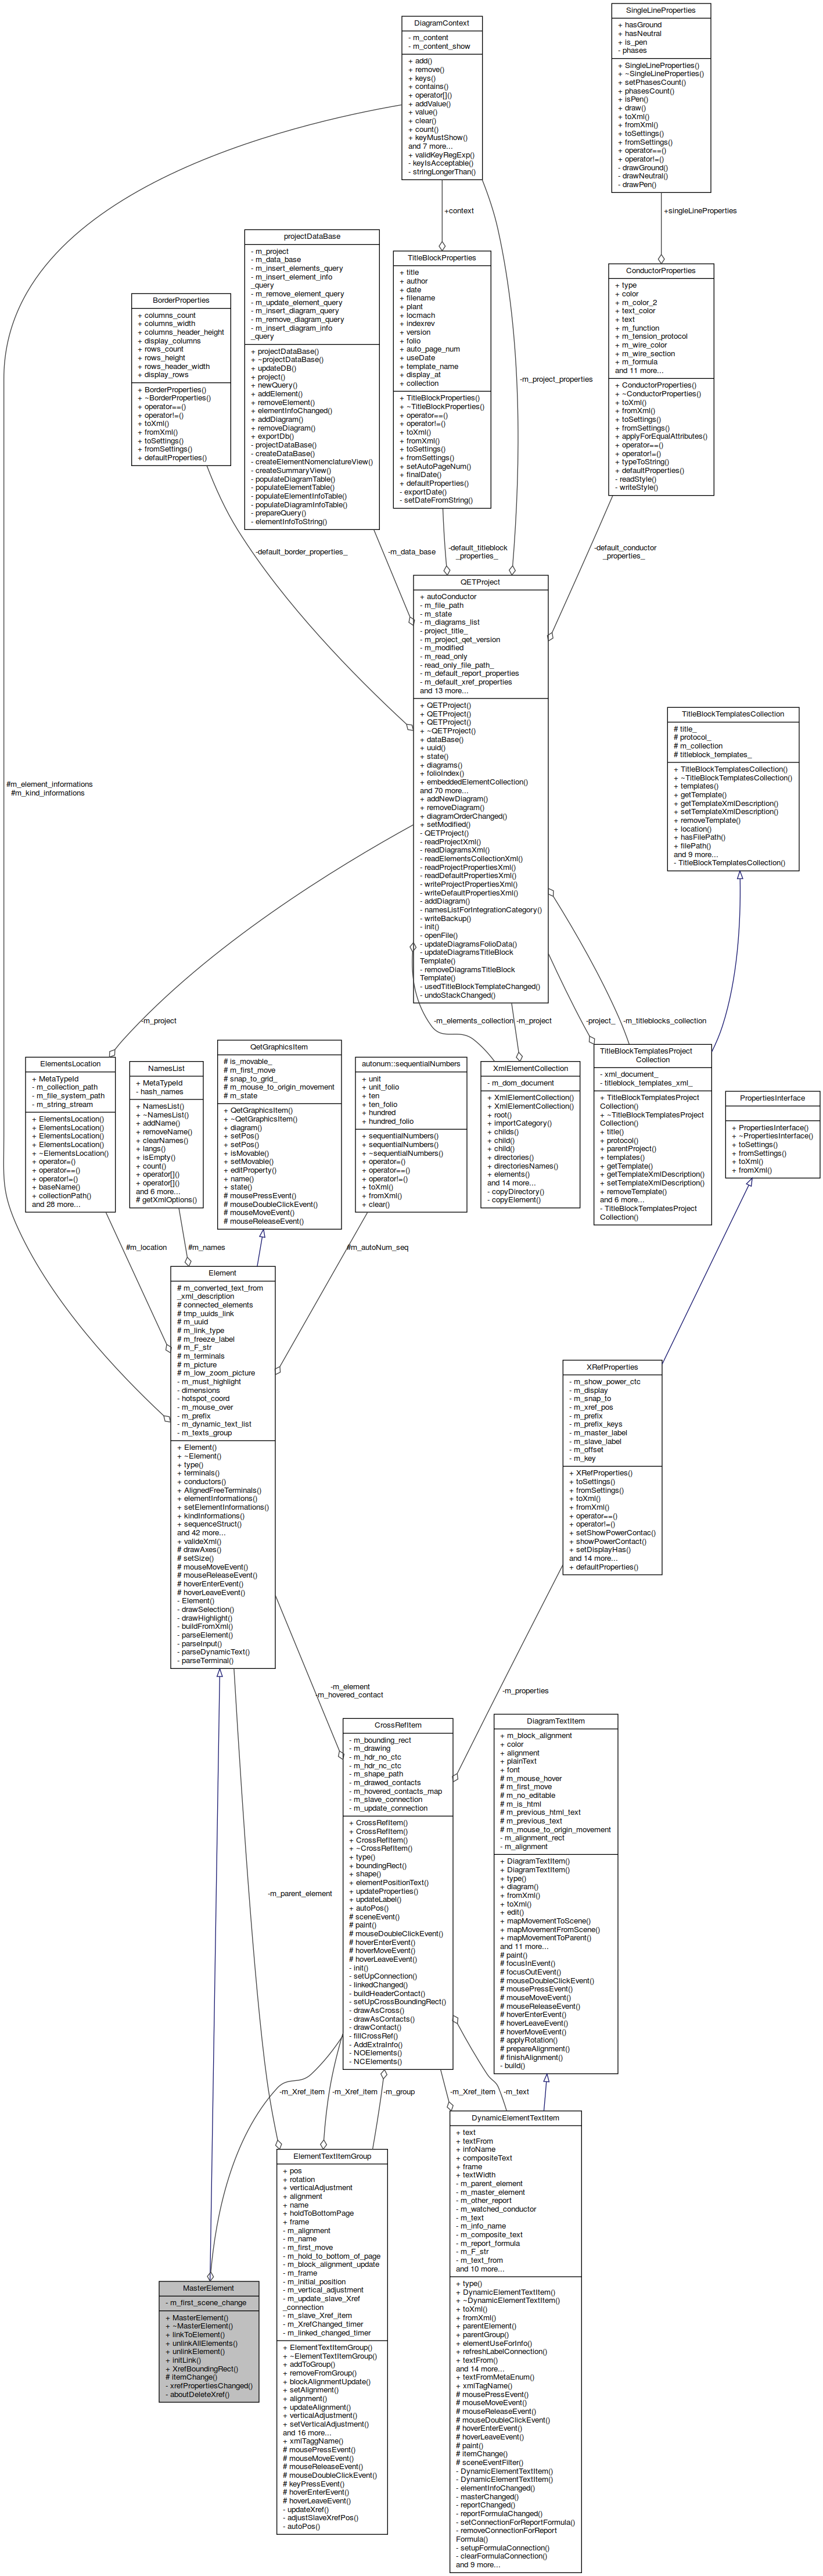 DiagramContext
- m_content
- m_content_show
+ add()
+ remove()
+ keys()
+ contains()
+ operator[]()
+ addValue()
+ value()
+ clear()
+ count()
+ keyMustShow()
and 7 more...
+ validKeyRegExp()
- keyIsAcceptable()
- stringLongerThan()
SingleLineProperties
+ hasGround
+ hasNeutral
+ is_pen
- phases
+ SingleLineProperties()
+ ~SingleLineProperties()
+ setPhasesCount()
+ phasesCount()
+ isPen()
+ draw()
+ toXml()
+ fromXml()
+ toSettings()
+ fromSettings()
+ operator==()
+ operator!=()
- drawGround()
- drawNeutral()
- drawPen()
+context
+singleLineProperties
projectDataBase
- m_project
- m_data_base
- m_insert_elements_query
- m_insert_element_info
_query
- m_remove_element_query
- m_update_element_query
- m_insert_diagram_query
- m_remove_diagram_query
- m_insert_diagram_info
_query
+ projectDataBase()
+ ~projectDataBase()
+ updateDB()
+ project()
+ newQuery()
+ addElement()
+ removeElement()
+ elementInfoChanged()
+ addDiagram()
+ removeDiagram()
+ exportDb()
- projectDataBase()
- createDataBase()
- createElementNomenclatureView()
- createSummaryView()
- populateDiagramTable()
- populateElementTable()
- populateElementInfoTable()
- populateDiagramInfoTable()
- prepareQuery()
- elementInfoToString()
TitleBlockProperties
+ title
+ author
+ date
+ filename
+ plant
+ locmach
+ indexrev
+ version
+ folio
+ auto_page_num
+ useDate
+ template_name
+ display_at
+ collection
+ TitleBlockProperties()
+ ~TitleBlockProperties()
+ operator==()
+ operator!=()
+ toXml()
+ fromXml()
+ toSettings()
+ fromSettings()
+ setAutoPageNum()
+ finalDate()
+ defaultProperties()
- exportDate()
- setDateFromString()
ConductorProperties
+ type
+ color
+ m_color_2
+ text_color
+ text
+ m_function
+ m_tension_protocol
+ m_wire_color
+ m_wire_section
+ m_formula
and 11 more...
+ ConductorProperties()
+ ~ConductorProperties()
+ toXml()
+ fromXml()
+ toSettings()
+ fromSettings()
+ applyForEqualAttributes()
+ operator==()
+ operator!=()
+ typeToString()
+ defaultProperties()
- readStyle()
- writeStyle()
BorderProperties
+ columns_count
+ columns_width
+ columns_header_height
+ display_columns
+ rows_count
+ rows_height
+ rows_header_width
+ display_rows
+ BorderProperties()
+ ~BorderProperties()
+ operator==()
+ operator!=()
+ toXml()
+ fromXml()
+ toSettings()
+ fromSettings()
+ defaultProperties()
-m_project_properties
-default_border_properties_
-m_data_base
-default_titleblock
_properties_
-default_conductor
_properties_
QETProject
+ autoConductor
- m_file_path
- m_state
- m_diagrams_list
- project_title_
- m_project_qet_version
- m_modified
- m_read_only
- read_only_file_path_
- m_default_report_properties
- m_default_xref_properties
and 13 more...
+ QETProject()
+ QETProject()
+ QETProject()
+ ~QETProject()
+ dataBase()
+ uuid()
+ state()
+ diagrams()
+ folioIndex()
+ embeddedElementCollection()
and 70 more...
+ addNewDiagram()
+ removeDiagram()
+ diagramOrderChanged()
+ setModified()
- QETProject()
- readProjectXml()
- readDiagramsXml()
- readElementsCollectionXml()
- readProjectPropertiesXml()
- readDefaultPropertiesXml()
- writeProjectPropertiesXml()
- writeDefaultPropertiesXml()
- addDiagram()
- namesListForIntegrationCategory()
- writeBackup()
- init()
- openFile()
- updateDiagramsFolioData()
- updateDiagramsTitleBlock
Template()
- removeDiagramsTitleBlock
Template()
- usedTitleBlockTemplateChanged()
- undoStackChanged()
TitleBlockTemplatesCollection
# title_
# protocol_
# m_collection
# titleblock_templates_
+ TitleBlockTemplatesCollection()
+ ~TitleBlockTemplatesCollection()
+ templates()
+ getTemplate()
+ getTemplateXmlDescription()
+ setTemplateXmlDescription()
+ removeTemplate()
+ location()
+ hasFilePath()
+ filePath()
and 9 more...
- TitleBlockTemplatesCollection()
#m_element_informations
#m_kind_informations
-m_project
-m_elements_collection
-m_project
-project_
-m_titleblocks_collection
ElementsLocation
+ MetaTypeId
- m_collection_path
- m_file_system_path
- m_string_stream
+ ElementsLocation()
+ ElementsLocation()
+ ElementsLocation()
+ ElementsLocation()
+ ~ElementsLocation()
+ operator=()
+ operator==()
+ operator!=()
+ baseName()
+ collectionPath()
and 28 more...
NamesList
+ MetaTypeId
- hash_names
+ NamesList()
+ ~NamesList()
+ addName()
+ removeName()
+ clearNames()
+ langs()
+ isEmpty()
+ count()
+ operator[]()
+ operator[]()
and 6 more...
# getXmlOptions()
QetGraphicsItem
# is_movable_
# m_first_move
# snap_to_grid_
# m_mouse_to_origin_movement
# m_state
+ QetGraphicsItem()
+ ~QetGraphicsItem()
+ diagram()
+ setPos()
+ setPos()
+ isMovable()
+ setMovable()
+ editProperty()
+ name()
+ state()
# mousePressEvent()
# mouseDoubleClickEvent()
# mouseMoveEvent()
# mouseReleaseEvent()
autonum::sequentialNumbers
+ unit
+ unit_folio
+ ten
+ ten_folio
+ hundred
+ hundred_folio
+ sequentialNumbers()
+ sequentialNumbers()
+ ~sequentialNumbers()
+ operator=()
+ operator==()
+ operator!=()
+ toXml()
+ fromXml()
+ clear()
XmlElementCollection
- m_dom_document
+ XmlElementCollection()
+ XmlElementCollection()
+ root()
+ importCategory()
+ childs()
+ child()
+ child()
+ directories()
+ directoriesNames()
+ elements()
and 14 more...
- copyDirectory()
- copyElement()
TitleBlockTemplatesProject
Collection
- xml_document_
- titleblock_templates_xml_
+ TitleBlockTemplatesProject
Collection()
+ ~TitleBlockTemplatesProject
Collection()
+ title()
+ protocol()
+ parentProject()
+ templates()
+ getTemplate()
+ getTemplateXmlDescription()
+ setTemplateXmlDescription()
+ removeTemplate()
and 6 more...
- TitleBlockTemplatesProject
Collection()
PropertiesInterface
+ PropertiesInterface()
+ ~PropertiesInterface()
+ toSettings()
+ fromSettings()
+ toXml()
+ fromXml()
#m_location
#m_names
#m_autoNum_seq
Element
# m_converted_text_from
_xml_description
# connected_elements
# tmp_uuids_link
# m_uuid
# m_link_type
# m_freeze_label
# m_F_str
# m_terminals
# m_picture
# m_low_zoom_picture
- m_must_highlight
- dimensions
- hotspot_coord
- m_mouse_over
- m_prefix
- m_dynamic_text_list
- m_texts_group
+ Element()
+ ~Element()
+ type()
+ terminals()
+ conductors()
+ AlignedFreeTerminals()
+ elementInformations()
+ setElementInformations()
+ kindInformations()
+ sequenceStruct()
and 42 more...
+ valideXml()
# drawAxes()
# setSize()
# mouseMoveEvent()
# mouseReleaseEvent()
# hoverEnterEvent()
# hoverLeaveEvent()
- Element()
- drawSelection()
- drawHighlight()
- buildFromXml()
- parseElement()
- parseInput()
- parseDynamicText()
- parseTerminal()
XRefProperties
- m_show_power_ctc
- m_display
- m_snap_to
- m_xref_pos
- m_prefix
- m_prefix_keys
- m_master_label
- m_slave_label
- m_offset
- m_key
+ XRefProperties()
+ toSettings()
+ fromSettings()
+ toXml()
+ fromXml()
+ operator==()
+ operator!=()
+ setShowPowerContac()
+ showPowerContact()
+ setDisplayHas()
and 14 more...
+ defaultProperties()
-m_element
-m_hovered_contact
-m_properties
CrossRefItem
- m_bounding_rect
- m_drawing
- m_hdr_no_ctc
- m_hdr_nc_ctc
- m_shape_path
- m_drawed_contacts
- m_hovered_contacts_map
- m_slave_connection
- m_update_connection
+ CrossRefItem()
+ CrossRefItem()
+ CrossRefItem()
+ ~CrossRefItem()
+ type()
+ boundingRect()
+ shape()
+ elementPositionText()
+ updateProperties()
+ updateLabel()
+ autoPos()
# sceneEvent()
# paint()
# mouseDoubleClickEvent()
# hoverEnterEvent()
# hoverMoveEvent()
# hoverLeaveEvent()
- init()
- setUpConnection()
- linkedChanged()
- buildHeaderContact()
- setUpCrossBoundingRect()
- drawAsCross()
- drawAsContacts()
- drawContact()
- fillCrossRef()
- AddExtraInfo()
- NOElements()
- NCElements()
DiagramTextItem
+ m_block_alignment
+ color
+ alignment
+ plainText
+ font
# m_mouse_hover
# m_first_move
# m_no_editable
# m_is_html
# m_previous_html_text
# m_previous_text
# m_mouse_to_origin_movement
- m_alignment_rect
- m_alignment
+ DiagramTextItem()
+ DiagramTextItem()
+ type()
+ diagram()
+ fromXml()
+ toXml()
+ edit()
+ mapMovementToScene()
+ mapMovementFromScene()
+ mapMovementToParent()
and 11 more...
# paint()
# focusInEvent()
# focusOutEvent()
# mouseDoubleClickEvent()
# mousePressEvent()
# mouseMoveEvent()
# mouseReleaseEvent()
# hoverEnterEvent()
# hoverLeaveEvent()
# hoverMoveEvent()
# applyRotation()
# prepareAlignment()
# finishAlignment()
- build()
-m_parent_element
-m_Xref_item
-m_Xref_item
-m_group
-m_Xref_item
-m_text
MasterElement
- m_first_scene_change
+ MasterElement()
+ ~MasterElement()
+ linkToElement()
+ unlinkAllElements()
+ unlinkElement()
+ initLink()
+ XrefBoundingRect()
# itemChange()
- xrefPropertiesChanged()
- aboutDeleteXref()
ElementTextItemGroup
+ pos
+ rotation
+ verticalAdjustment
+ alignment
+ name
+ holdToBottomPage
+ frame
- m_alignment
- m_name
- m_first_move
- m_hold_to_bottom_of_page
- m_block_alignment_update
- m_frame
- m_initial_position
- m_vertical_adjustment
- m_update_slave_Xref
_connection
- m_slave_Xref_item
- m_XrefChanged_timer
- m_linked_changed_timer
+ ElementTextItemGroup()
+ ~ElementTextItemGroup()
+ addToGroup()
+ removeFromGroup()
+ blockAlignmentUpdate()
+ setAlignment()
+ alignment()
+ updateAlignment()
+ verticalAdjustment()
+ setVerticalAdjustment()
and 16 more...
+ xmlTaggName()
# mousePressEvent()
# mouseMoveEvent()
# mouseReleaseEvent()
# mouseDoubleClickEvent()
# keyPressEvent()
# hoverEnterEvent()
# hoverLeaveEvent()
- updateXref()
- adjustSlaveXrefPos()
- autoPos()
DynamicElementTextItem
+ text
+ textFrom
+ infoName
+ compositeText
+ frame
+ textWidth
- m_parent_element
- m_master_element
- m_other_report
- m_watched_conductor
- m_text
- m_info_name
- m_composite_text
- m_report_formula
- m_F_str
- m_text_from
and 10 more...
+ type()
+ DynamicElementTextItem()
+ ~DynamicElementTextItem()
+ toXml()
+ fromXml()
+ parentElement()
+ parentGroup()
+ elementUseForInfo()
+ refreshLabelConnection()
+ textFrom()
and 14 more...
+ textFromMetaEnum()
+ xmlTagName()
# mousePressEvent()
# mouseMoveEvent()
# mouseReleaseEvent()
# mouseDoubleClickEvent()
# hoverEnterEvent()
# hoverLeaveEvent()
# paint()
# itemChange()
# sceneEventFilter()
- DynamicElementTextItem()
- DynamicElementTextItem()
- elementInfoChanged()
- masterChanged()
- reportChanged()
- reportFormulaChanged()
- setConnectionForReportFormula()
- removeConnectionForReport
Formula()
- setupFormulaConnection()
- clearFormulaConnection()
and 9 more...